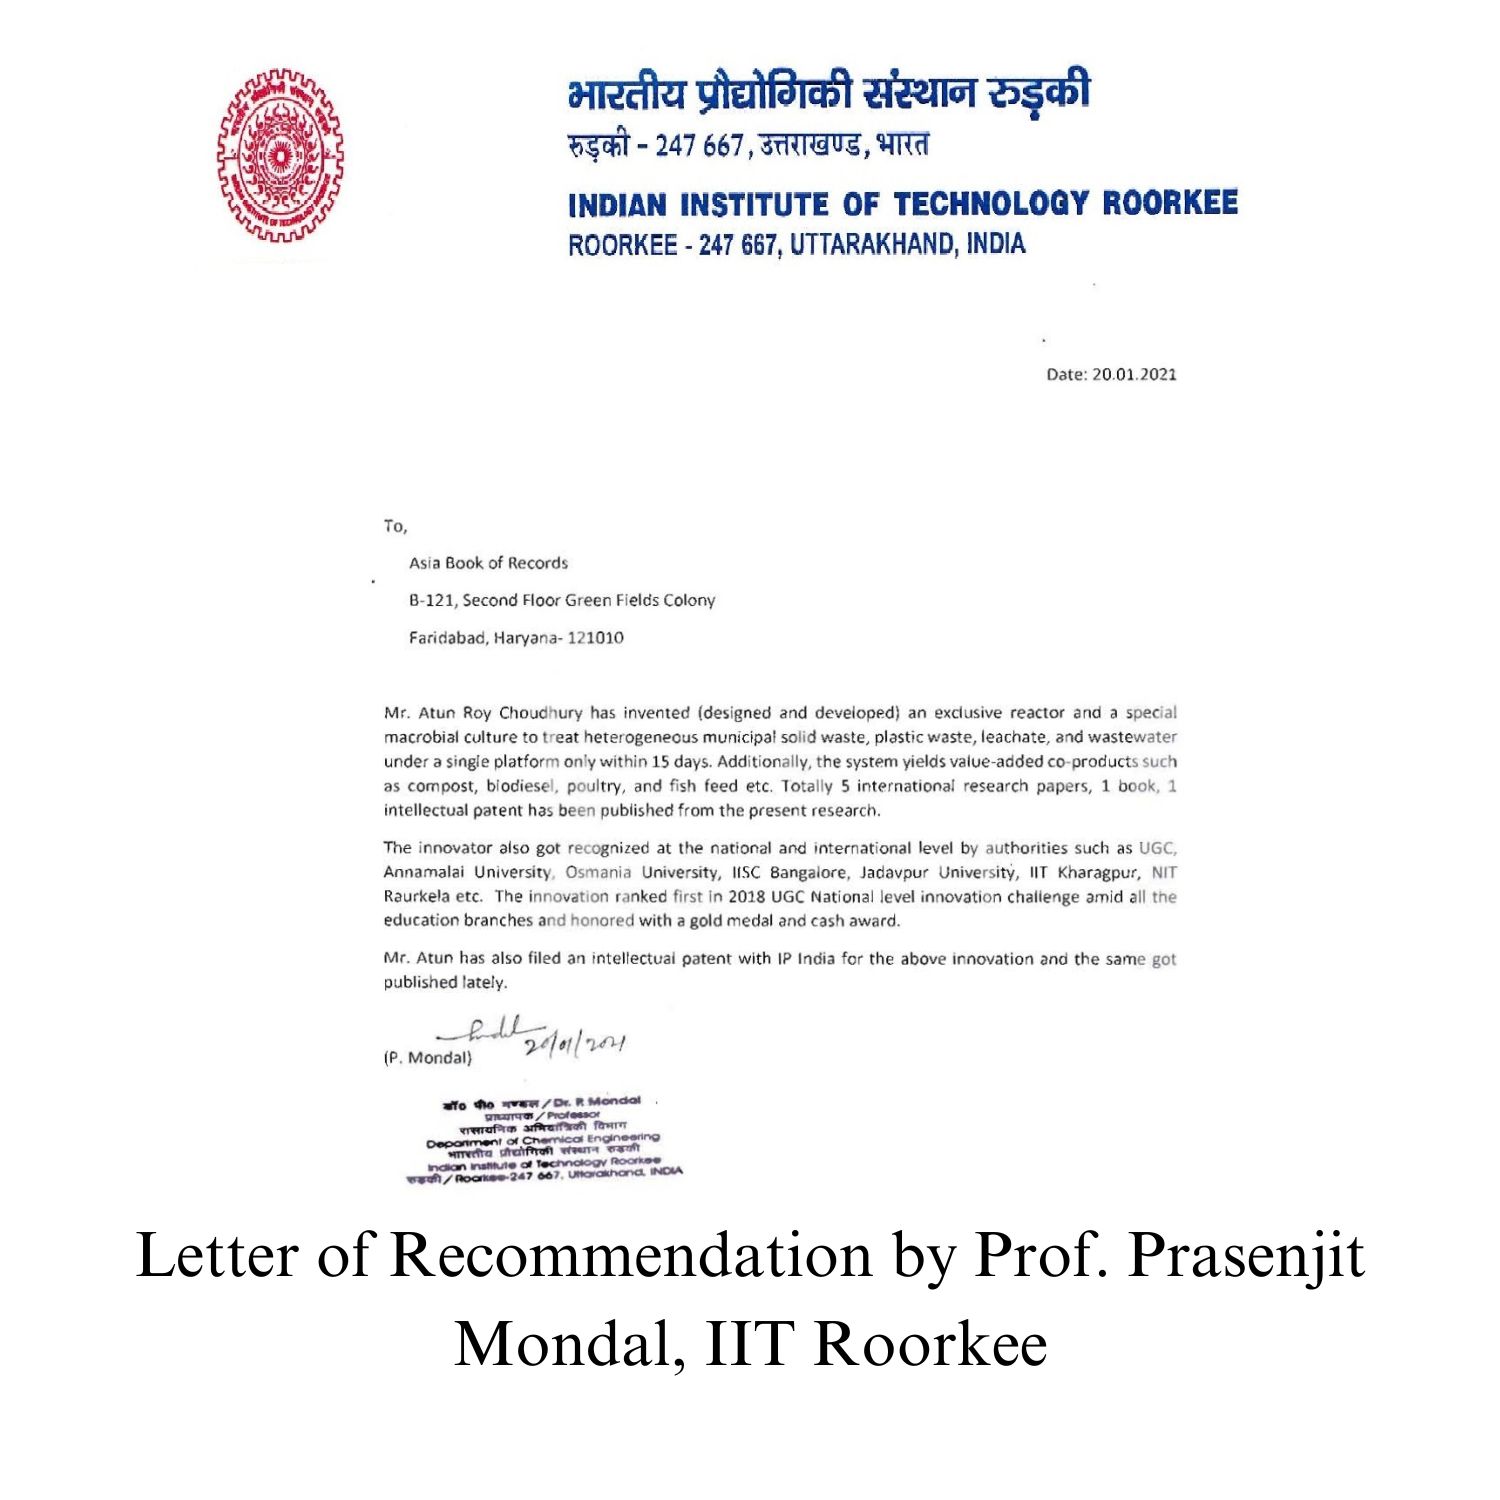 भारतीय प्रौद्योगिकी संस्थान रुड़की
रुड़की - 247 667, उत्तराखण्ड, भारत
INDIAN INSTITUTE OF TECHNOLOGY ROORKEE
ROORKEE - 247 667, UTTARAKHAND, INDIA
Date: 20.01.2021
To,
Asia Book of Records
B-121, Second Floor Green Fields Colony
Faridabad, Haryana- 121010
Mr. Atun Roy Choudhury has invented (designed and developed) an exclusive reactor and a special
macrobial culture to treat heterogeneous municipal solid waste, plastic waste, leachate, and wastewater
under a single platform only within 15 days. Additionally, the system yields value-added co-products such
as compost, biodiesel, poultry, and fish feed etc. Totally 5 international research papers, 1 book, 1
intellectual patent has been published from the present research.
The innovator also got recognized at the national and international level by authorities such as UGC,
Annamalai University, Osmania University, IISC Bangalore, Jadavpur University, IIT Kharagpur, NIT
Raurkela etc. The innovation ranked first in 2018 UGC National level innovation challenge amid all the
education branches and honored with a gold medal and cash award.
Mr. Atun has also filed an intellectual patent with IP India for the above innovation and the same got
published lately.
20/01/2021
(P. Mondal)
डॉ० पी० मण्डल / Dr. P. Mondal
प्राध्यापक / Professor
रासायनिक अभियांत्रिकी विभाग
Department of Chemical Engineering
भारतीय प्रौद्योगिकी संस्थान रुड़की
Indian Institute of Technology Roorkee
रुड़की / Roorkee-247 667, Uttarakhand, INDIA
Letter of Recommendation by Prof. Prasenjit
Mondal, IIT Roorkee